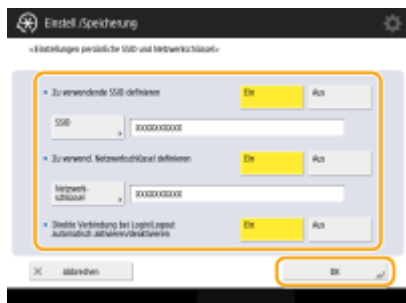 Einstell./Speicherung
<Einstellungen persönliche SSID und Netzwerkschlüssel>
Zu verwendende SSID definieren
Ein
Aus
SSID
XXXXXXXXXX
Zu verwend. Netzwerkschlüssel definieren
Ein
Aus
Netzwerk-
schlüssel
XXXXXXXXXX
Direkte Verbindung bei Login/Logout
automatisch aktivieren/deaktivieren
Ein
Aus
Abbrechen
OK